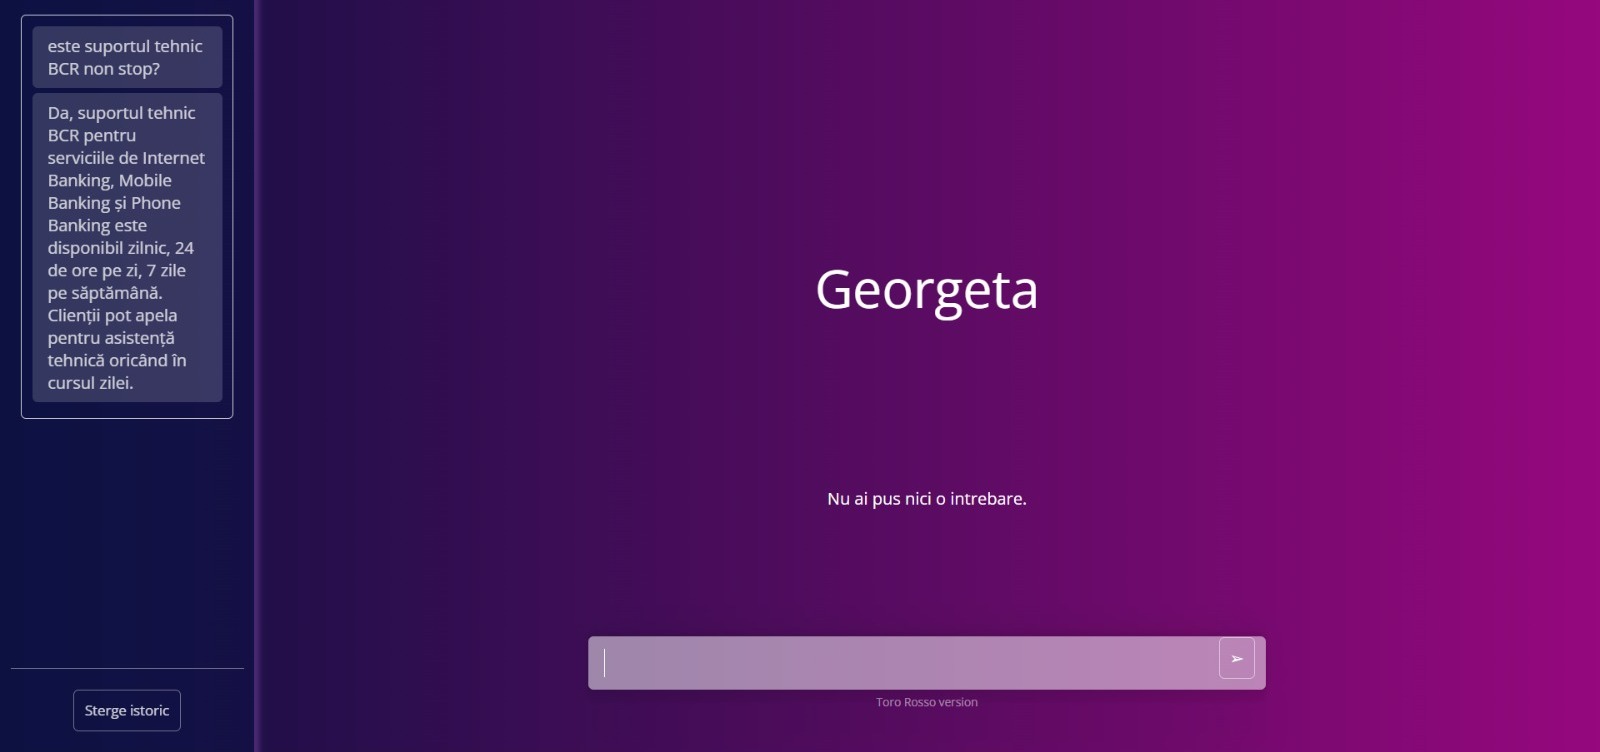 este suportul tehnic
BCR non stop?
Da, suportul tehnic
BCR pentru
serviciile de Internet
Banking, Mobile
Banking și Phone
Banking este
disponibil zilnic, 24
de ore pe zi, 7 zile
pe săptămână.
Clienții pot apela
pentru asistență
tehnică oricând în
cursul zilei.
Sterge istoric
Georgeta
Nu ai pus nici o intrebare.
➢
Toro Rosso version